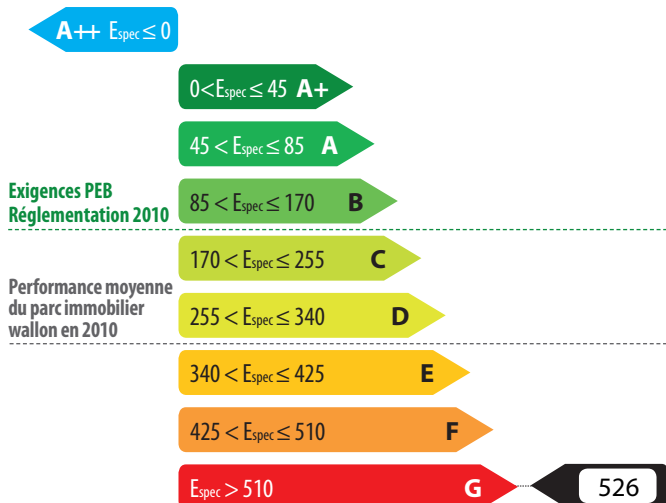 A++ Espec ≤ 0
0 < Espec ≤ 45 A+
45 < Espec ≤ 85 A
Exigences PEB
Réglementation 2010
85 < Espec ≤ 170 B
170 < Espec ≤ 255 C
Performance moyenne
du parc immobilier
wallon en 2010
255 < Espec ≤ 340 D
340 < Espec ≤ 425 E
425 < Espec ≤ 510 F
Espec > 510 G
526